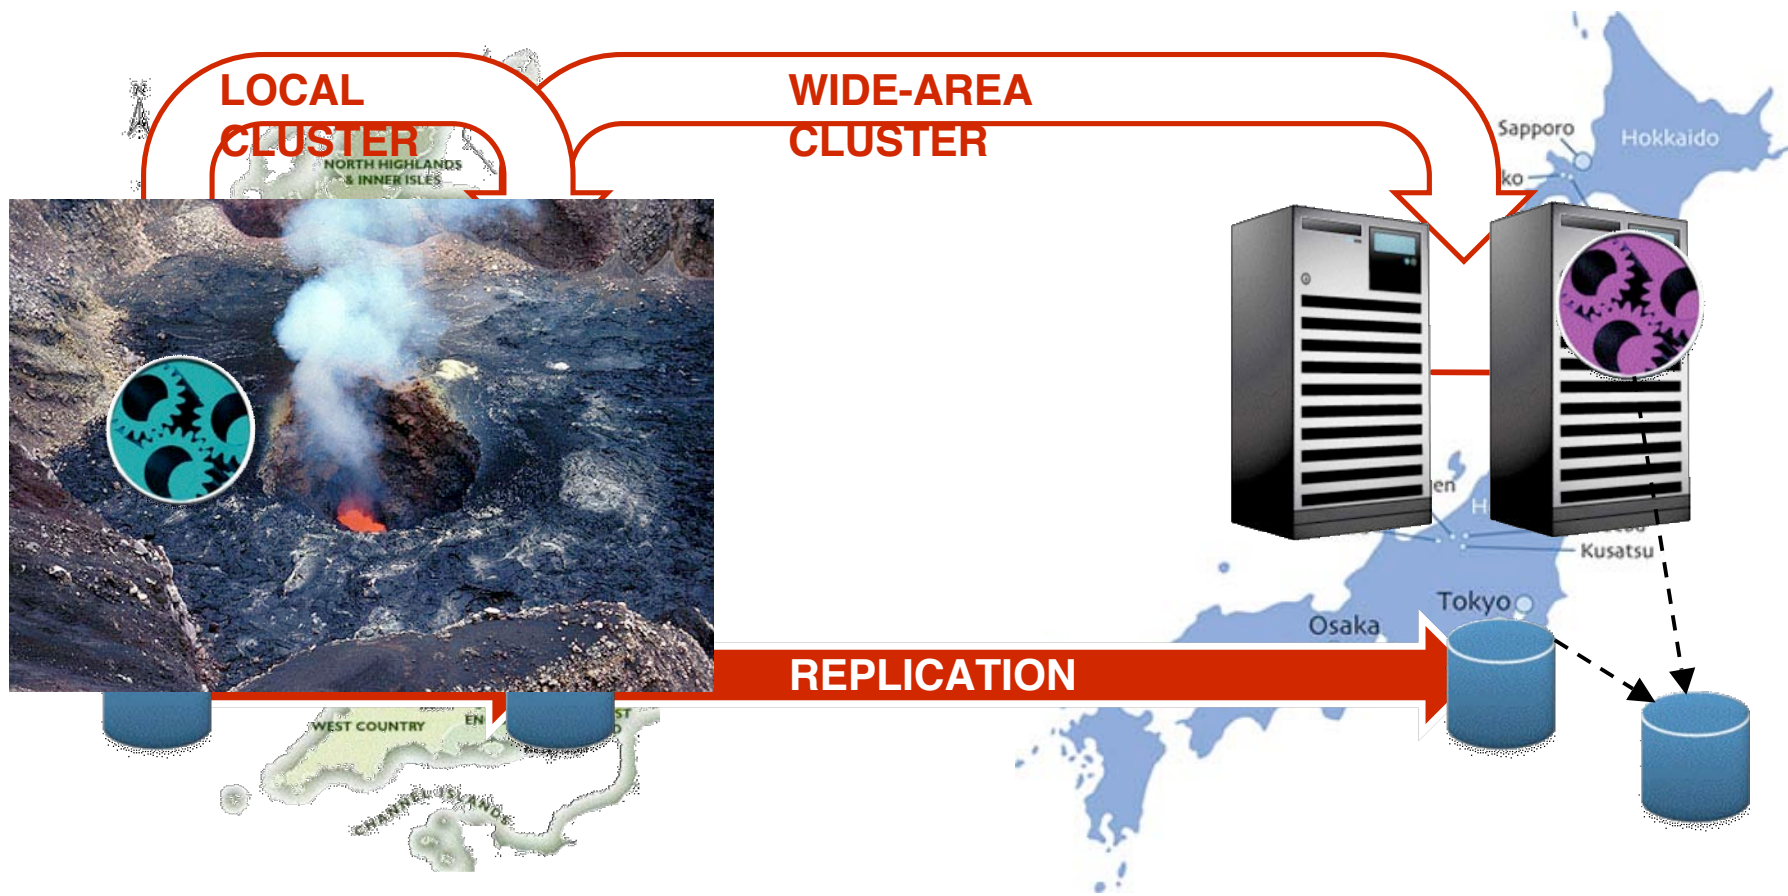 LOCAL
CLUSTER
WIDE-AREA
CLUSTER
N
NORTH HIGHLANDS
& INNER ISLES
Sapporo
Hokkaido
ko
en
H
Kusatsu
Tokyo
Osaka
REPLICATION
WEST COUNTRY
EN
ST
D
CHANNEL ISLANDS